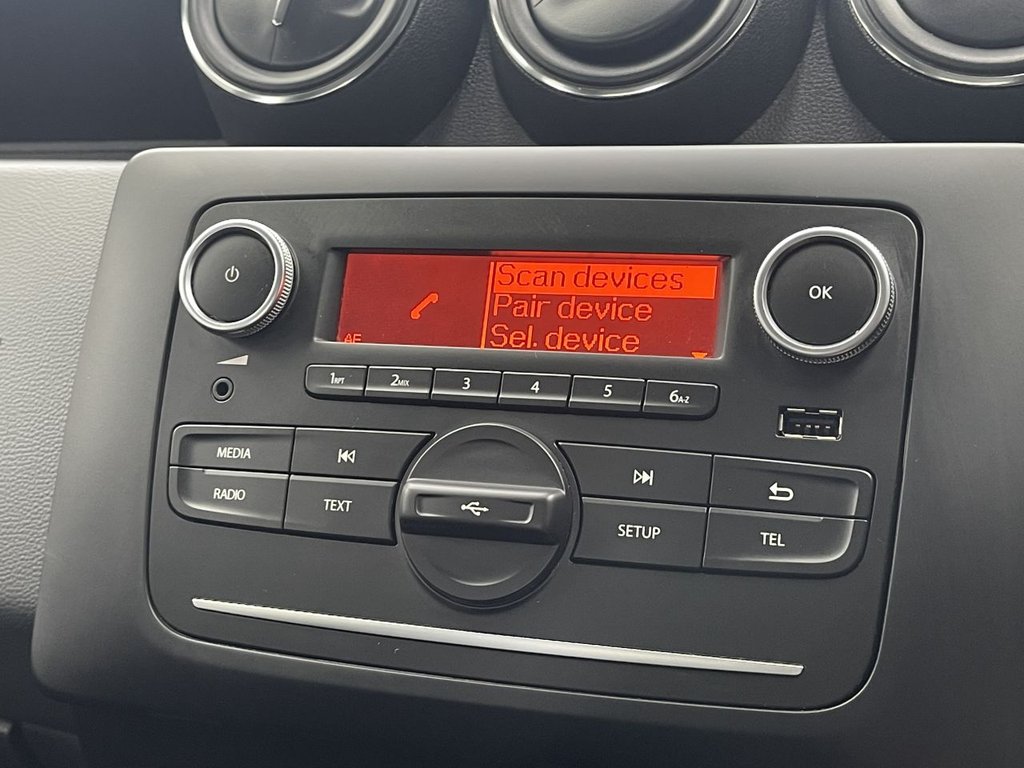 Scan devices
Pair device
Sel. device
AF
OK
1RPT 2MIX 3 4 5 6A-Z
MEDIA
RADIO
TEXT
SETUP
TEL